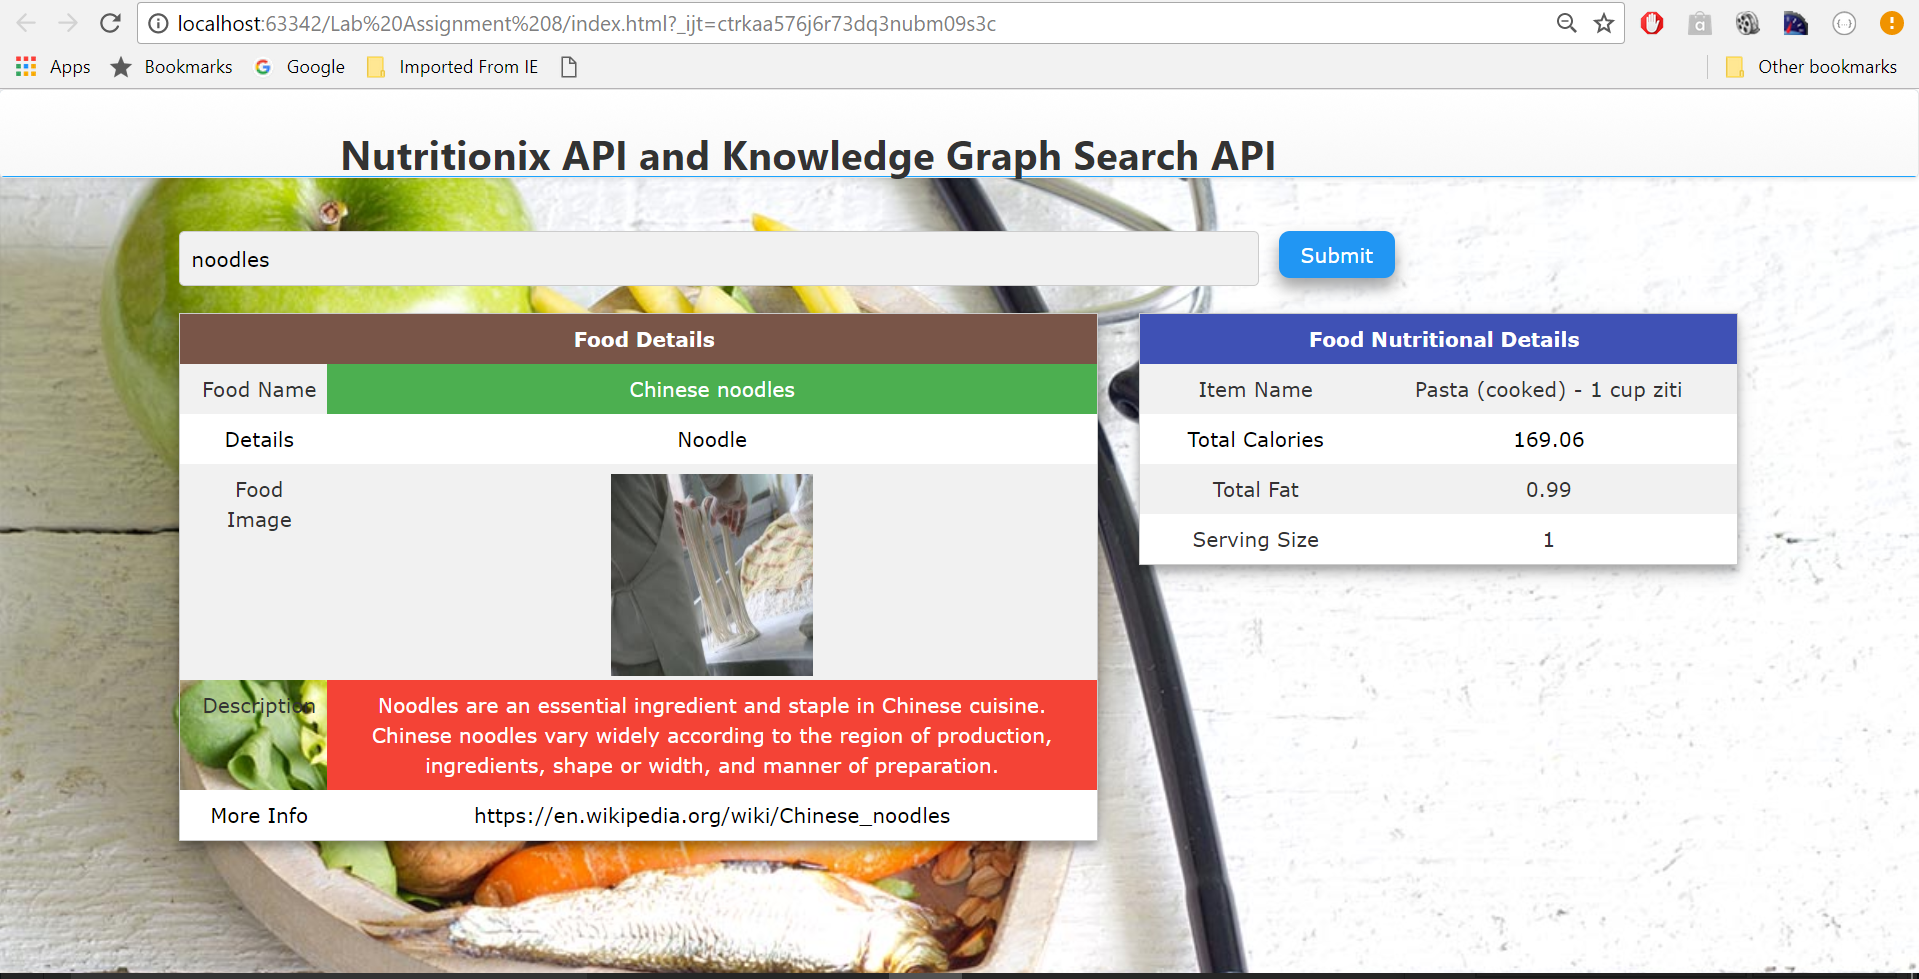 localhost:63342/Lab%20Assignment%208/index.html?_ijt=ctrkaa576j6r73dq3nubm09s3c
Apps Bookmarks Google Imported From IE Other bookmarks
Nutritionix API and Knowledge Graph Search API
noodles
Submit
Food Details
Food Name Chinese noodles
Details Noodle
Food
Image
Description Noodles are an essential ingredient and staple in Chinese cuisine.
Chinese noodles vary widely according to the region of production,
ingredients, shape or width, and manner of preparation.
More Info https://en.wikipedia.org/wiki/Chinese_noodles
Food Nutritional Details
Item Name Pasta (cooked) - 1 cup ziti
Total Calories 169.06
Total Fat 0.99
Serving Size 1